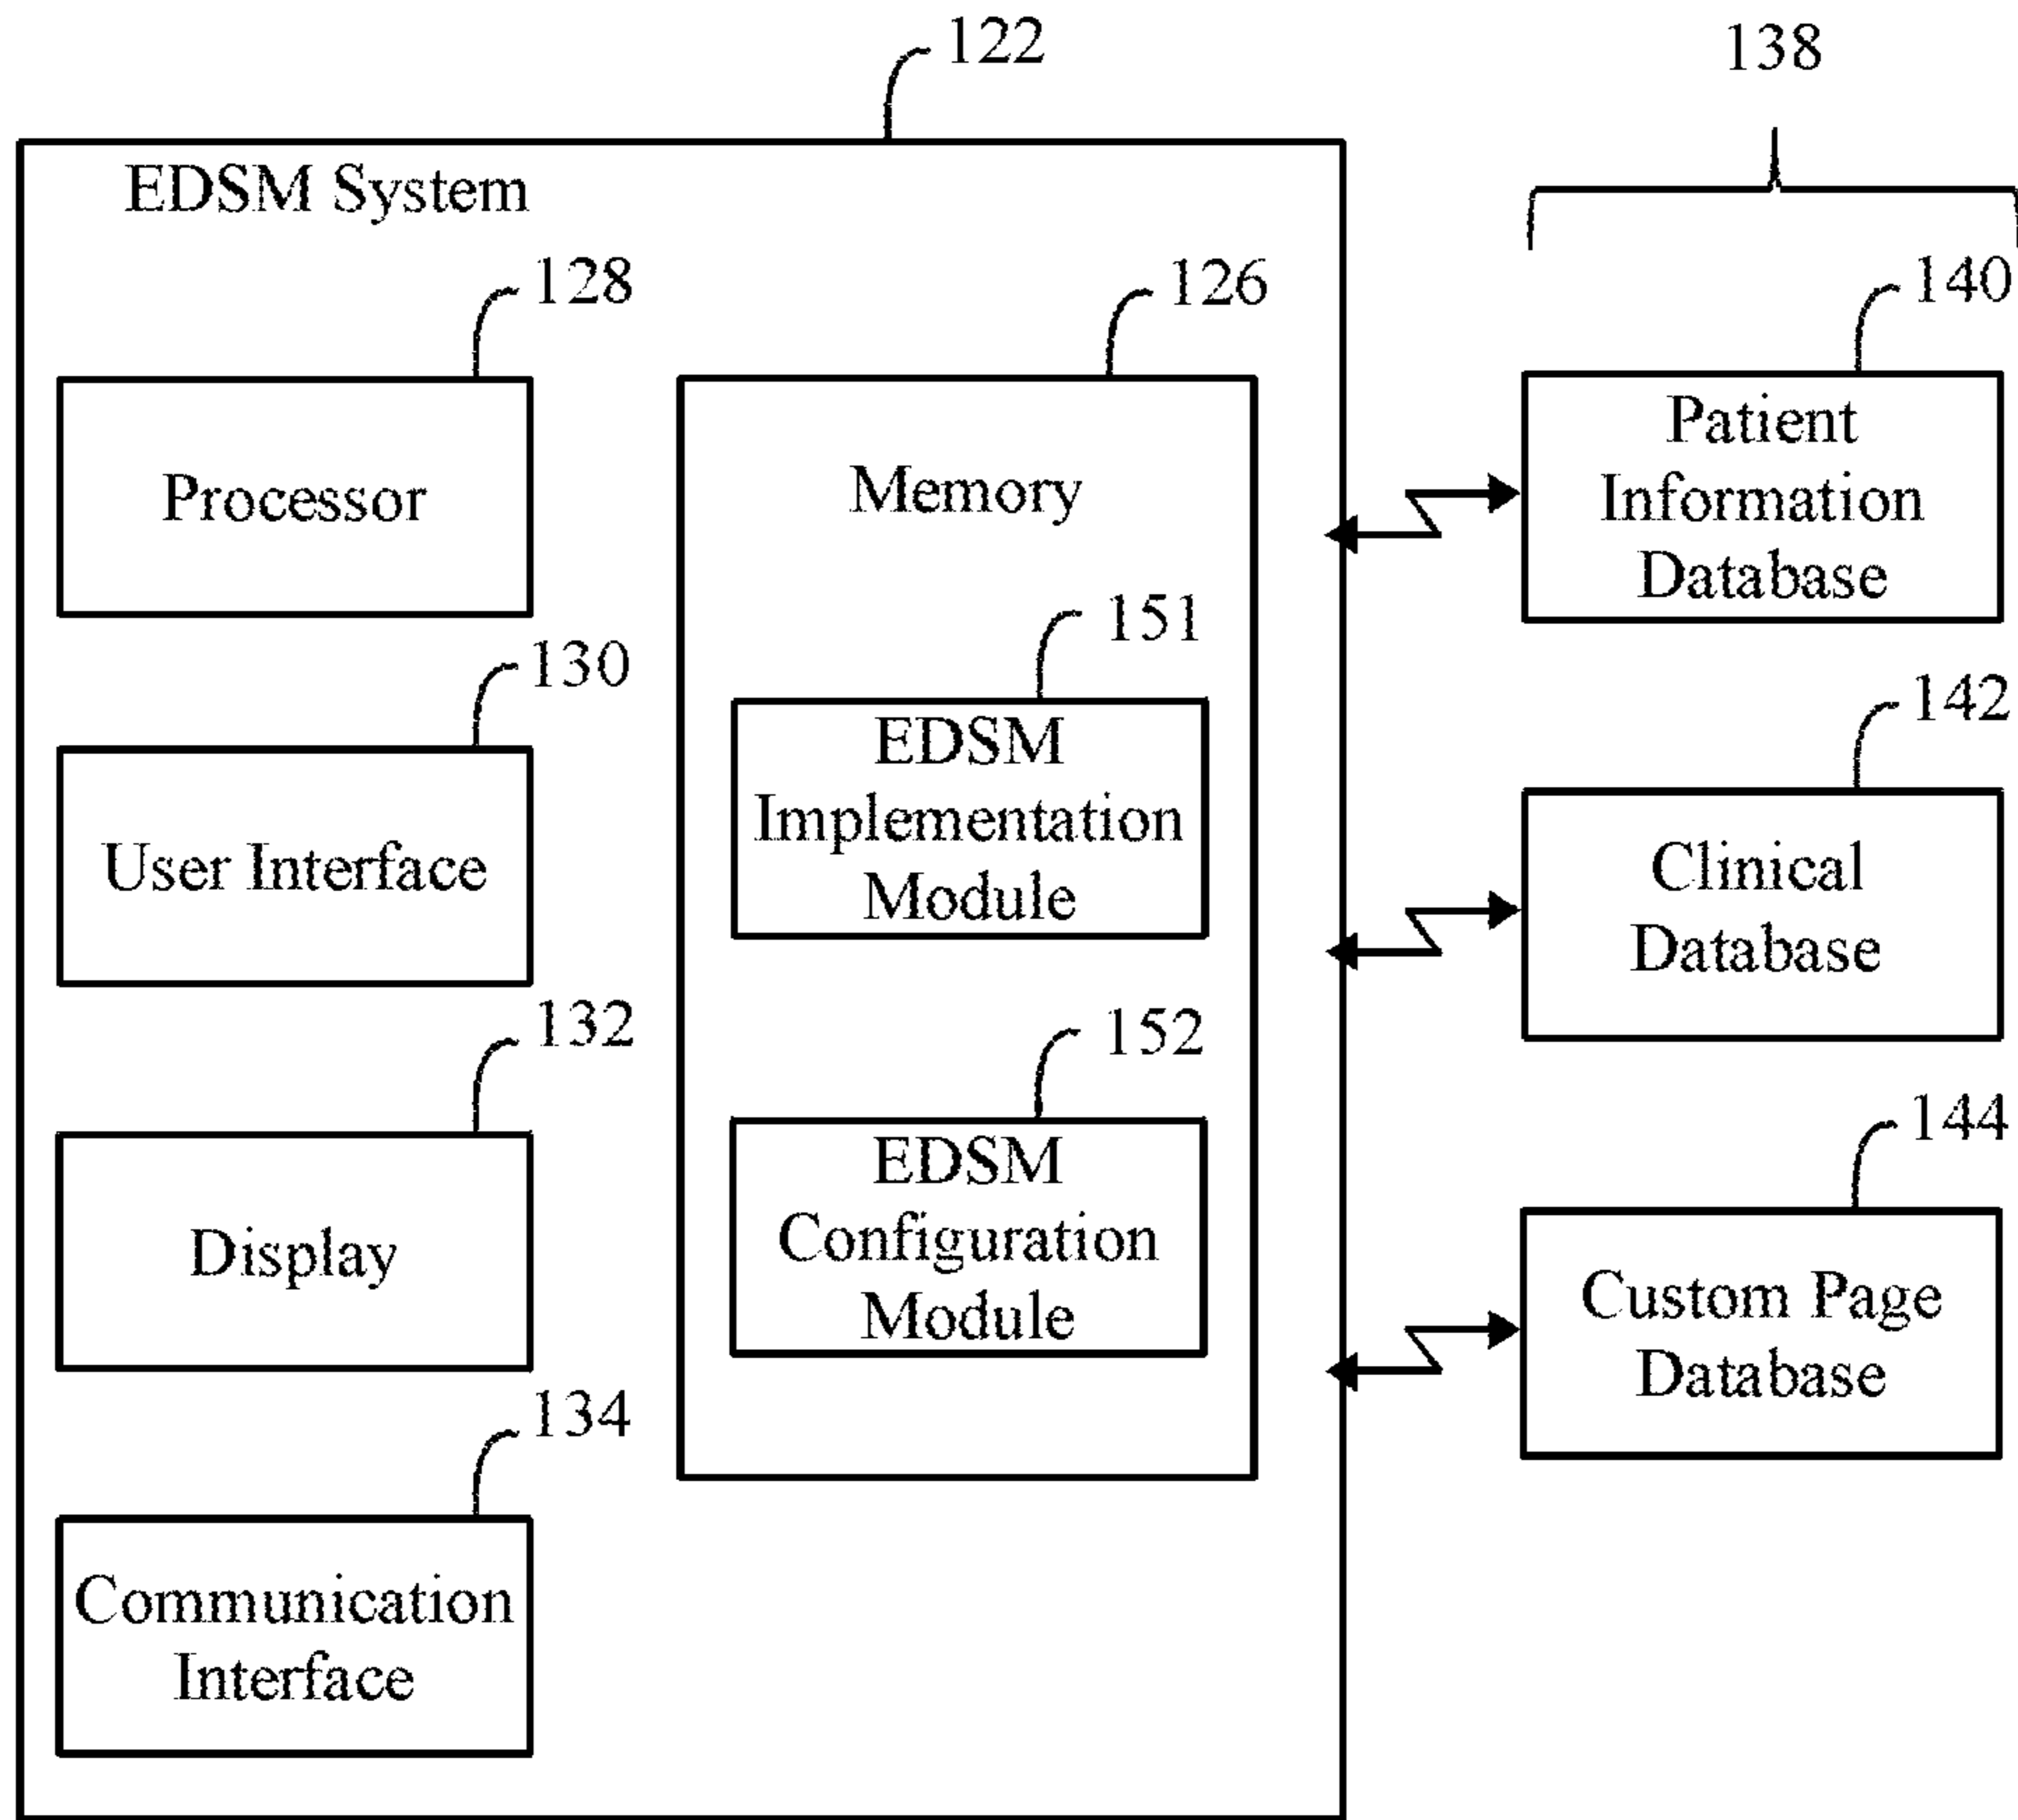 122
138
EDSM System
128
126
140
Processor
Memory
Patient
Information
Database
130
151
142
User Interface
EDSM
Implementation
Module
Clinical
Database
132
152
144
Display
EDSM
Configuration
Module
Custom Page
Database
134
Communication
Interface